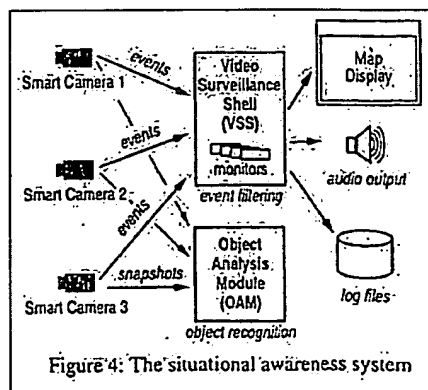 events
Smart Camera 1
events
Smart Camera 2
events
snapshots
Smart Camera 3
Video
Surveillance
Shell
(VSS)
monitors
event filtering
Object
Analysis
Module
(OAM)
object recognition
Map
Display
audio output
log files
Figure 4: The situational awareness system